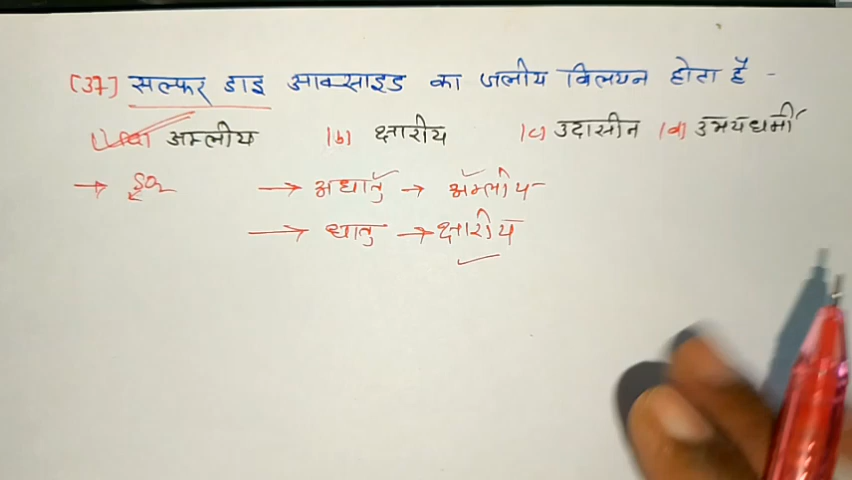 (37) सल्फर डाइ आक्साइड का जलीय विलयन होता है -
(a) अम्लीय (b) क्षारीय (c) उदासीन (d) उभयधर्मी
→ SO₂ → अधातु → अम्लीय
→ धातु → क्षारीय